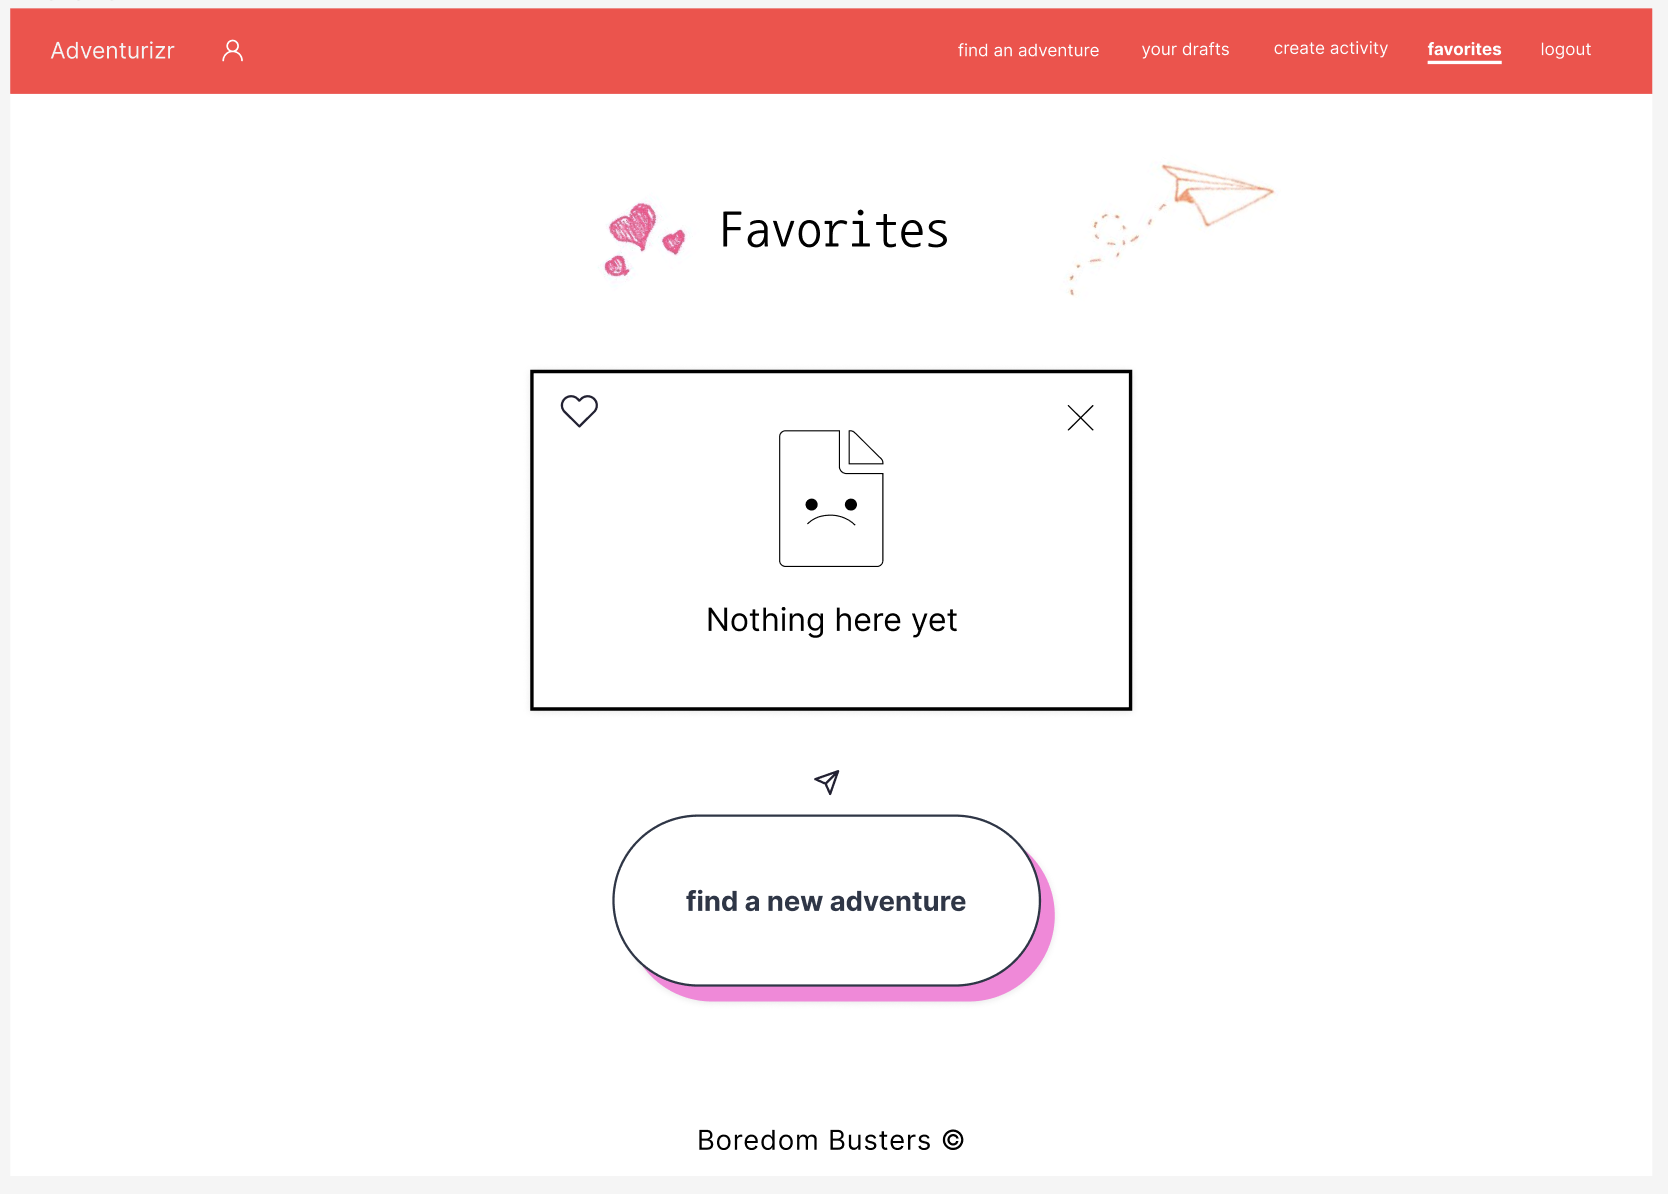 Adventurizr
find an adventure
your drafts
create activity
favorites
logout
Favorites
Nothing here yet
find a new adventure
Boredom Busters ©